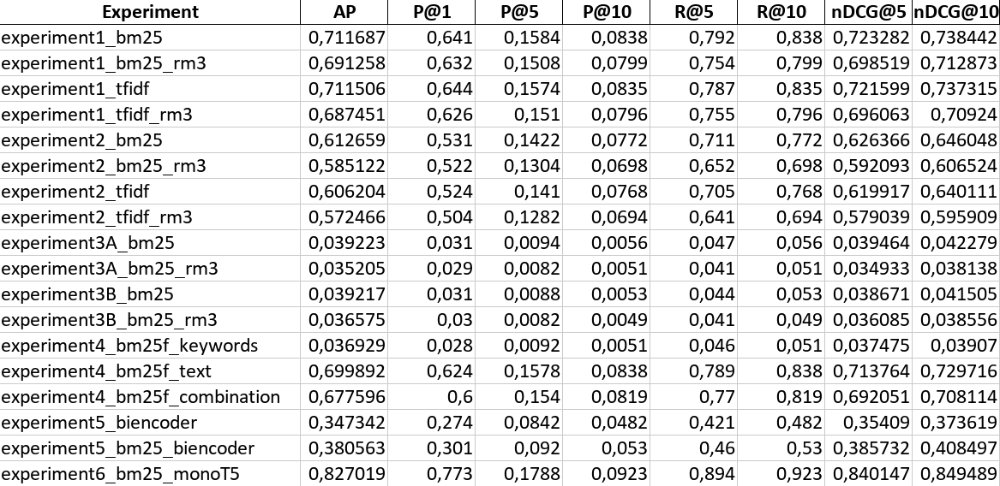 Experiment AP P@1 P@5 P@10 R@5 R@10 nDCG@5 nDCG@10
experiment1_bm25 0,711687 0,641 0,1584 0,0838 0,792 0,838 0,723282 0,738442
experiment1_bm25_rm3 0,691258 0,632 0,1508 0,0799 0,754 0,799 0,698519 0,712873
experiment1_tfidf 0,711506 0,644 0,1574 0,0835 0,787 0,835 0,721599 0,737315
experiment1_tfidf_rm3 0,687451 0,626 0,151 0,0796 0,755 0,796 0,696063 0,70924
experiment2_bm25 0,612659 0,531 0,1422 0,0772 0,711 0,772 0,626366 0,646048
experiment2_bm25_rm3 0,585122 0,522 0,1304 0,0698 0,652 0,698 0,592093 0,606524
experiment2_tfidf 0,606204 0,524 0,141 0,0768 0,705 0,768 0,619917 0,640111
experiment2_tfidf_rm3 0,572466 0,504 0,1282 0,0694 0,641 0,694 0,579039 0,595909
experiment3A_bm25 0,039223 0,031 0,0094 0,0056 0,047 0,056 0,039464 0,042279
experiment3A_bm25_rm3 0,035205 0,029 0,0082 0,0051 0,041 0,051 0,034933 0,038138
experiment3B_bm25 0,039217 0,031 0,0088 0,0053 0,044 0,053 0,038671 0,041505
experiment3B_bm25_rm3 0,036575 0,03 0,0082 0,0049 0,041 0,049 0,036085 0,038556
experiment4_bm25f_keywords 0,036929 0,028 0,0092 0,0051 0,046 0,051 0,037475 0,03907
experiment4_bm25f_text 0,699892 0,624 0,1578 0,0838 0,789 0,838 0,713764 0,729716
experiment4_bm25f_combination 0,677596 0,6 0,154 0,0819 0,77 0,819 0,692051 0,708114
experiment5_biencoder 0,347342 0,274 0,0842 0,0482 0,421 0,482 0,35409 0,373619
experiment5_bm25_biencoder 0,380563 0,301 0,092 0,053 0,46 0,53 0,385732 0,408497
experiment6_bm25_monoT5 0,827019 0,773 0,1788 0,0923 0,894 0,923 0,840147 0,849489